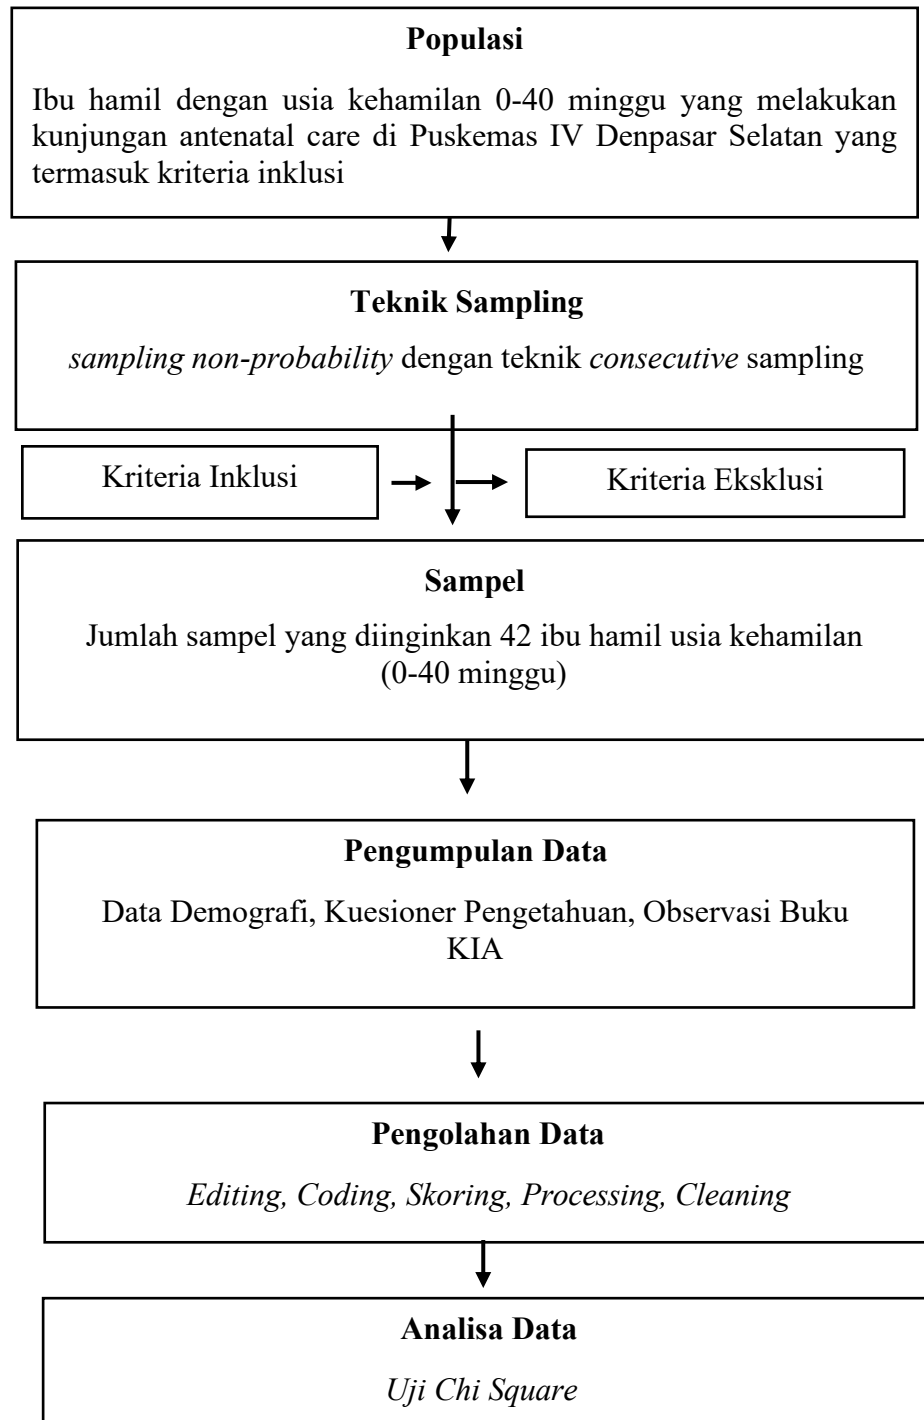 Populasi
Ibu hamil dengan usia kehamilan 0-40 minggu yang melakukan
kunjungan antenatal care di Puskemas IV Denpasar Selatan yang
termasuk kriteria inklusi
Teknik Sampling
sampling non-probability dengan teknik consecutive sampling
Kriteria Inklusi
Kriteria Eksklusi
Sampel
Jumlah sampel yang diinginkan 42 ibu hamil usia kehamilan
(0-40 minggu)
Pengumpulan Data
Data Demografi, Kuesioner Pengetahuan, Observasi Buku
KIA
Pengolahan Data
Editing, Coding, Skoring, Processing, Cleaning
Analisa Data
Uji Chi Square